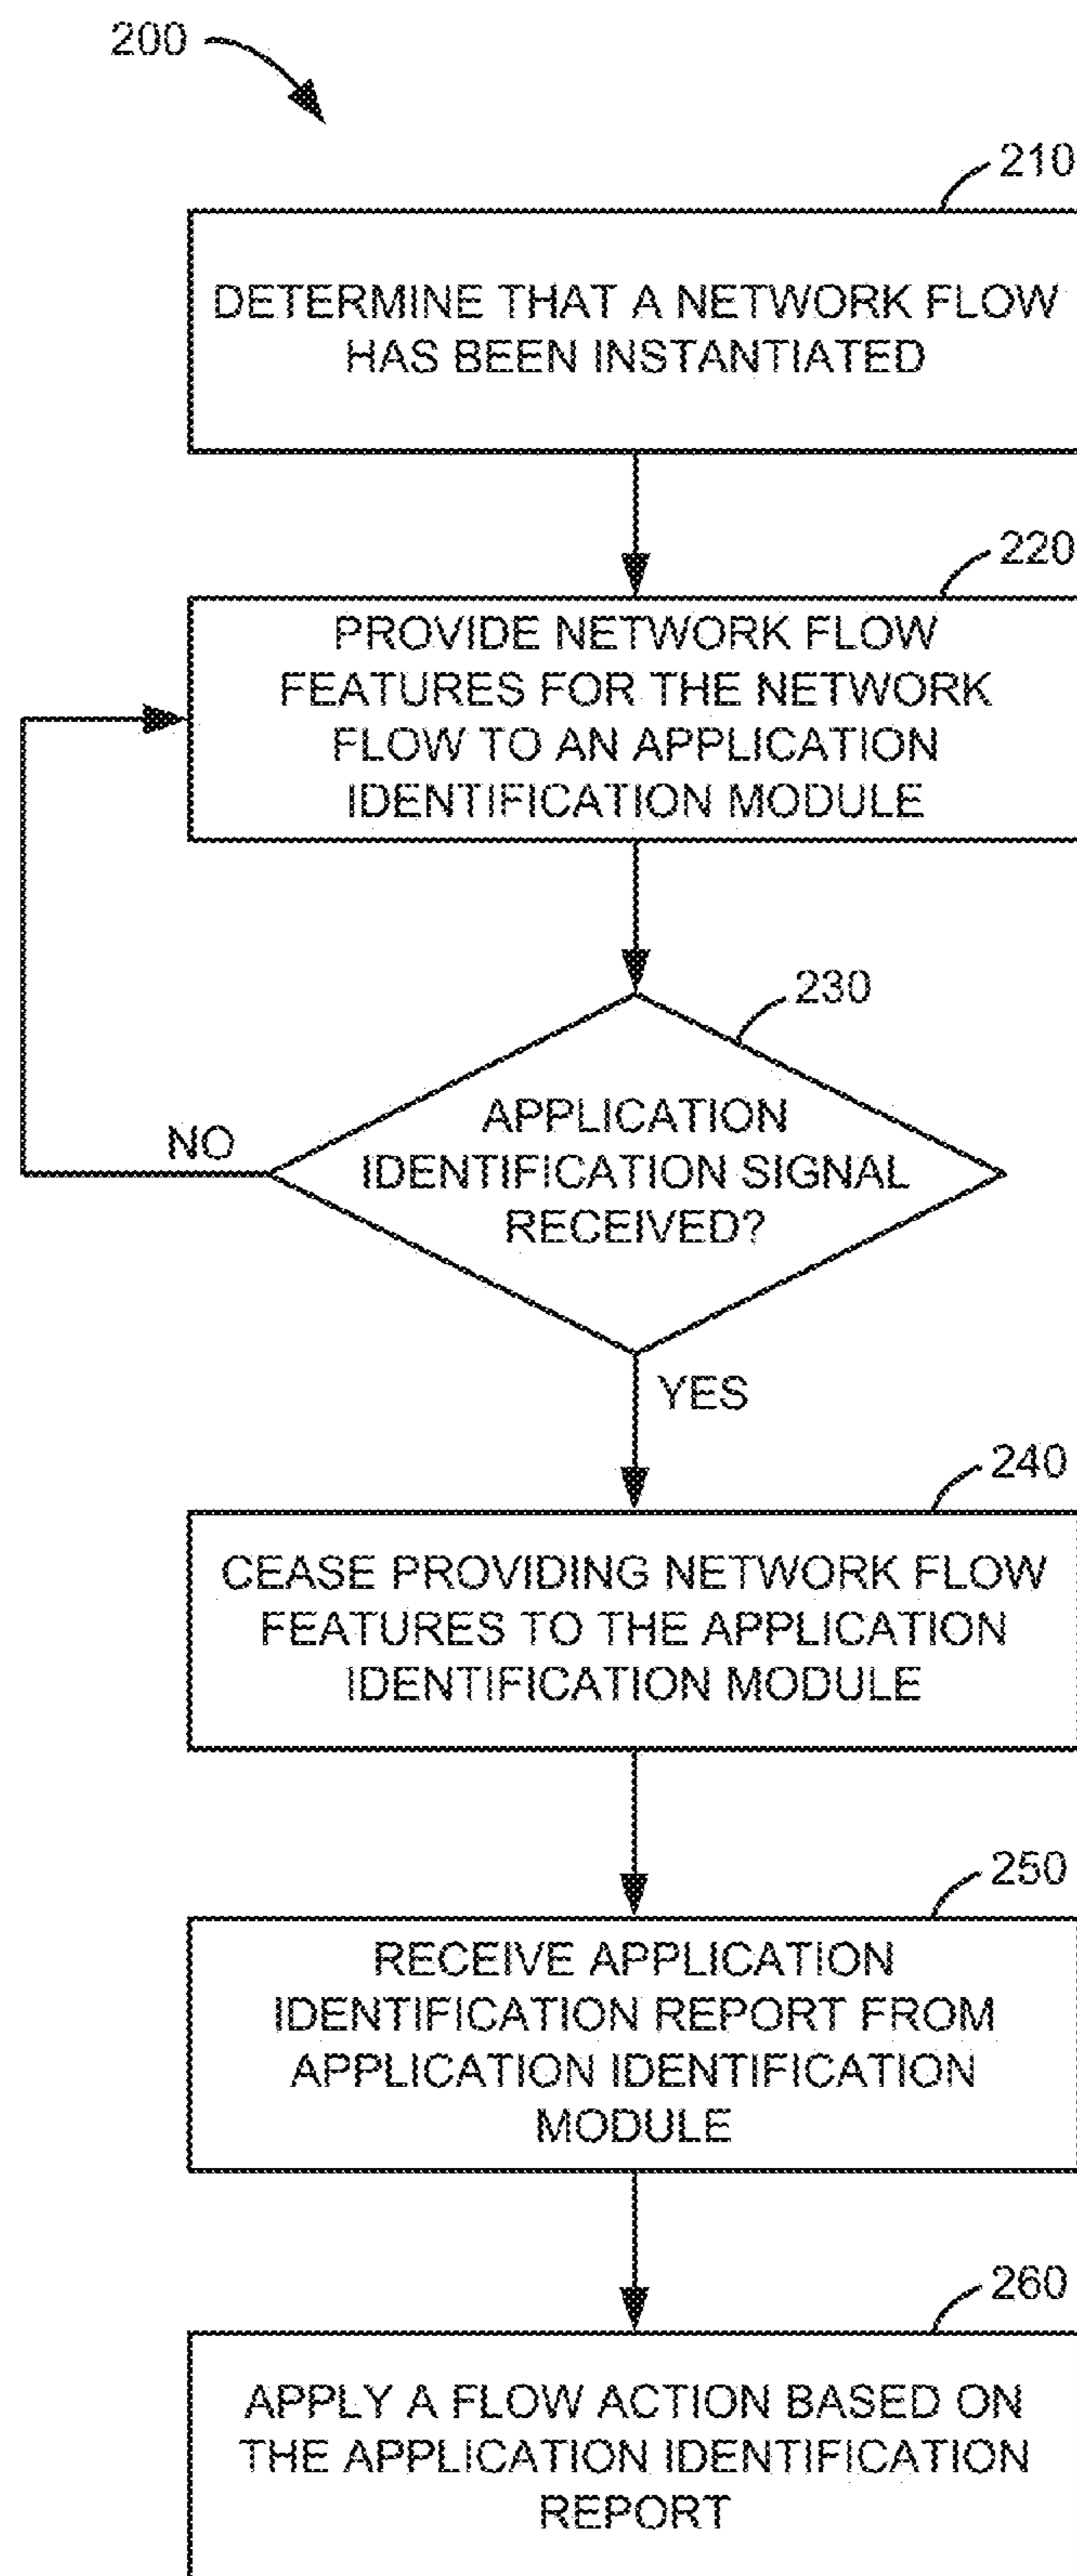 200
210
DETERMINE THAT A NETWORK FLOW
HAS BEEN INSTANTIATED
220
PROVIDE NETWORK FLOW
FEATURES FOR THE NETWORK
FLOW TO AN APPLICATION
IDENTIFICATION MODULE
230
APPLICATION
IDENTIFICATION SIGNAL
RECEIVED?
NO
YES
240
CEASE PROVIDING NETWORK FLOW
FEATURES TO THE APPLICATION
IDENTIFICATION MODULE
250
RECEIVE APPLICATION
IDENTIFICATION REPORT FROM
APPLICATION IDENTIFICATION
MODULE
260
APPLY A FLOW ACTION BASED ON
THE APPLICATION IDENTIFICATION
REPORT